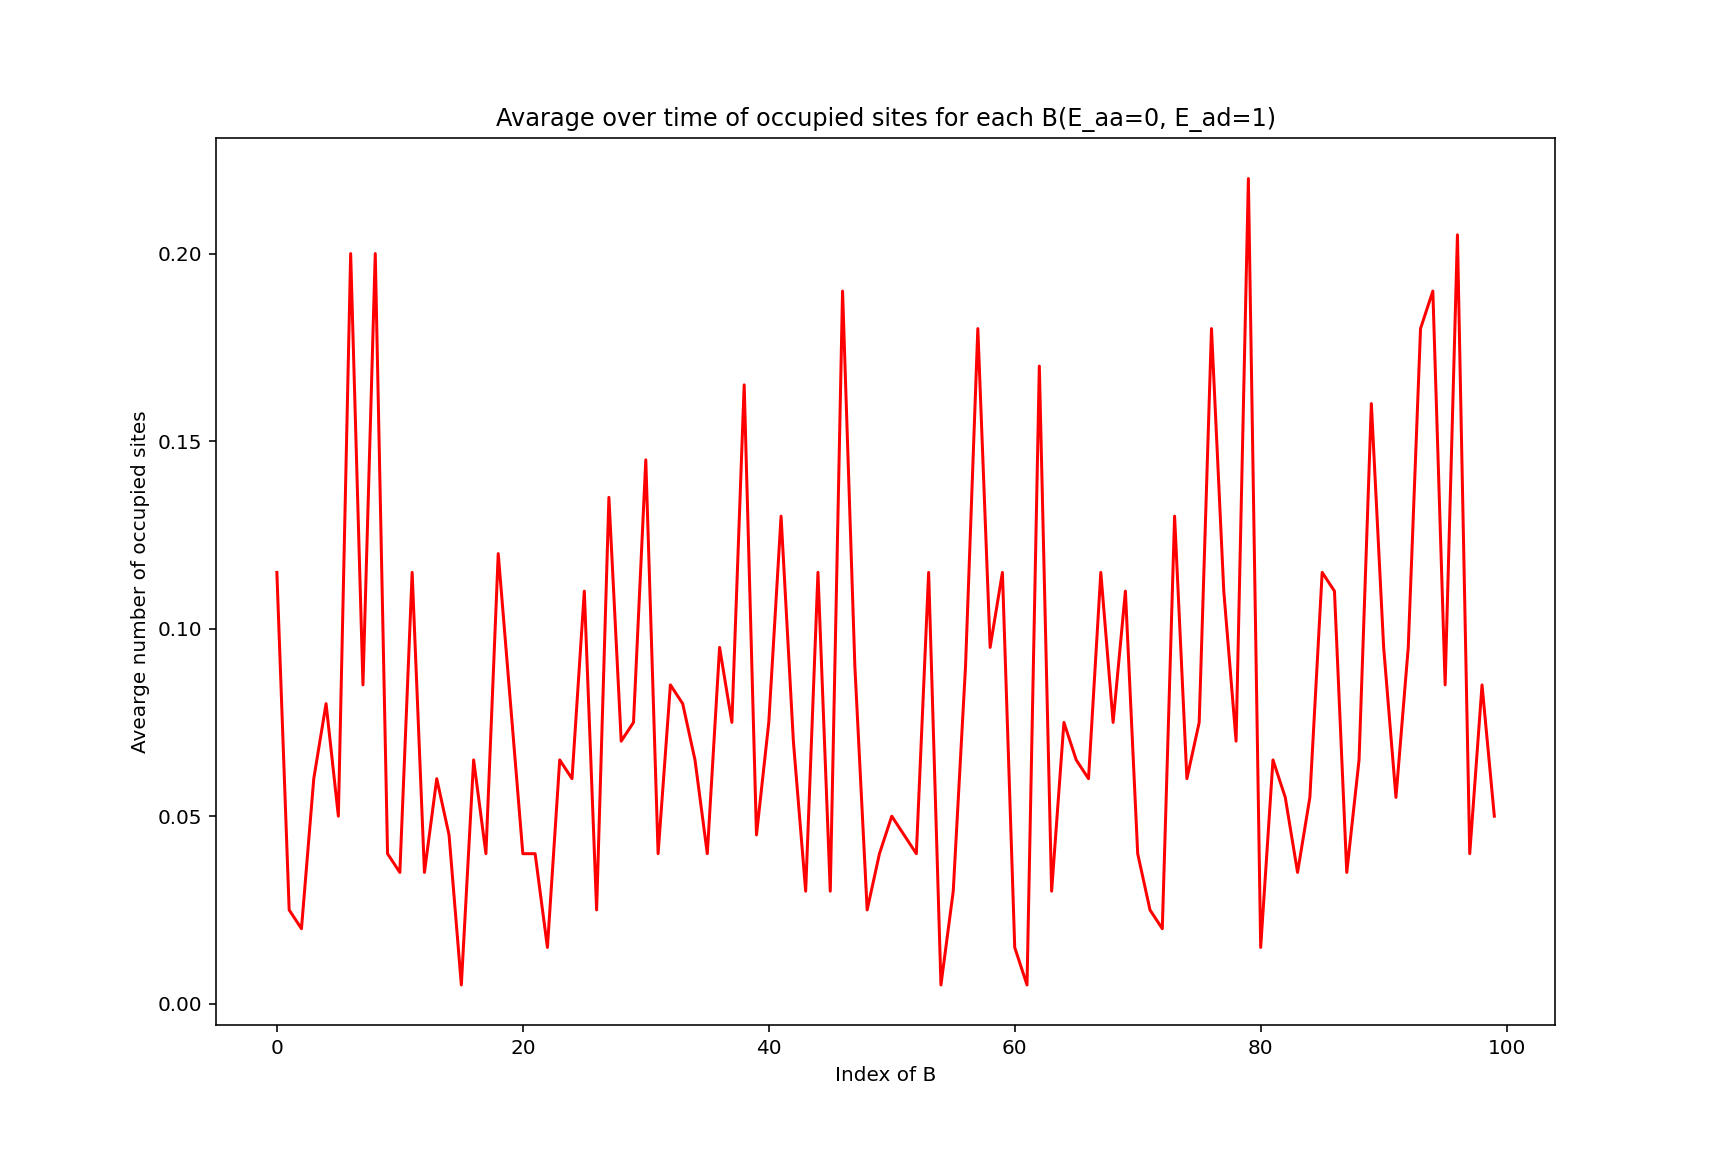 Avarage over time of occupied sites for each B(E_aa=0, E_ad=1)
Avearge number of occupied sites
0.20
0.15
0.10
0.05
0.00
0 20 40 60 80 100
Index of B